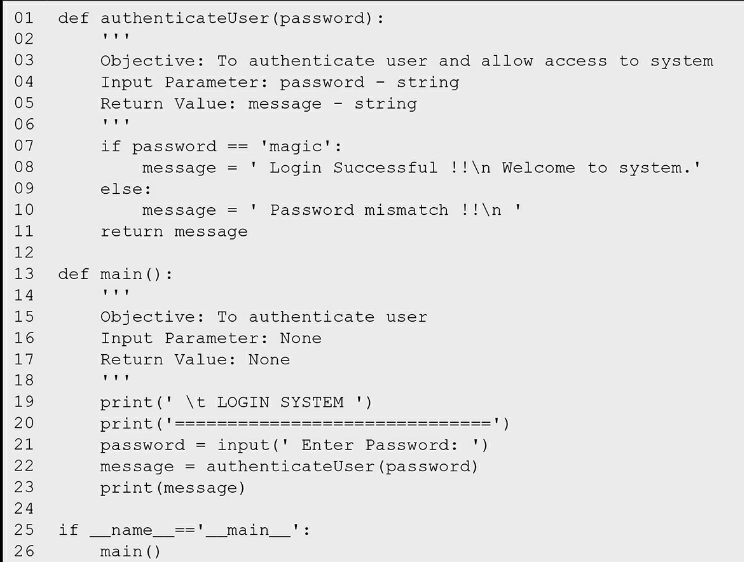 01 def authenticateUser(password):
02     '''
03     Objective: To authenticate user and allow access to system
04     Input Parameter: password - string
05     Return Value: message - string
06     '''
07     if password == 'magic':
08         message = ' Login Successful !!\n Welcome to system.'
09     else:
10         message = ' Password mismatch !!\n '
11     return message
12
13 def main():
14     '''
15     Objective: To authenticate user
16     Input Parameter: None
17     Return Value: None
18     '''
19     print(' \t LOGIN SYSTEM ')
20     print('==============================')
21     password = input(' Enter Password: ')
22     message = authenticateUser(password)
23     print(message)
24
25 if __name__=='__main__':
26     main()